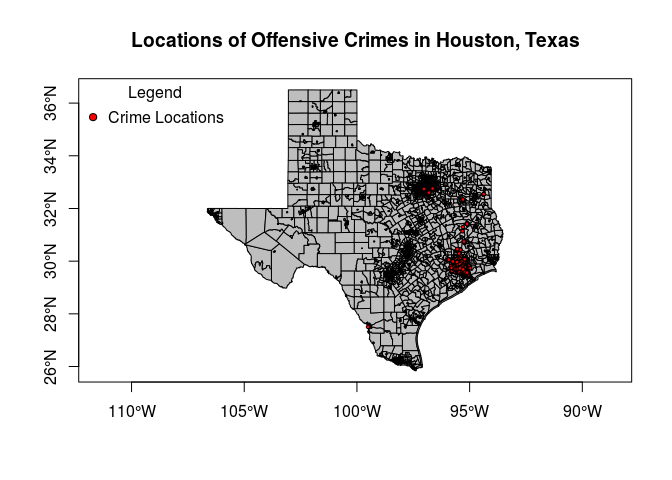 Locations of Offensive Crimes in Houston, Texas
Legend
Crime Locations
36°N
34°N
32°N
30°N
28°N
26°N
110°W 105°W 100°W 95°W 90°W